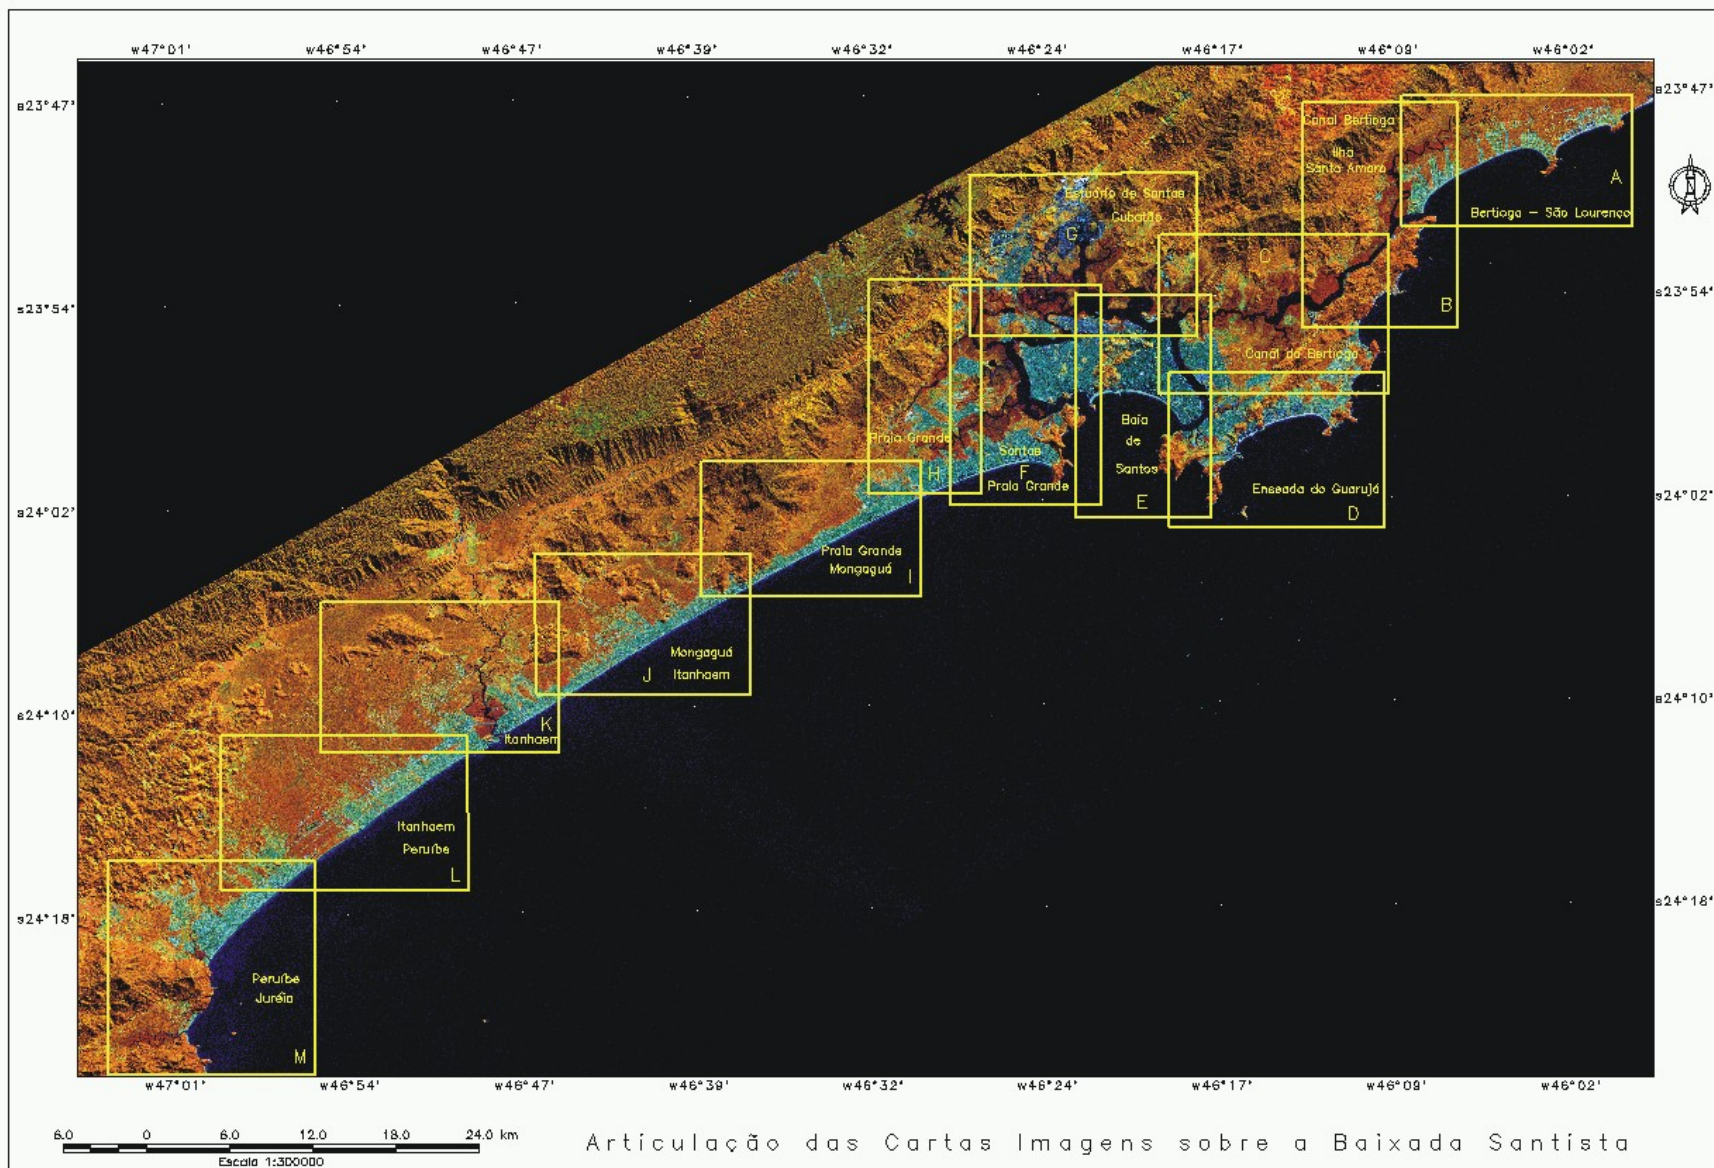 w47°01' w46°54' w46°47' w46°39' w46°32' w46°24' w46°17' w46°09' w46°02'
s23°47' s23°47'
Canal Bertioga
Ilha
Santo Amaro
A
Estuário de Santos
Cubatão
Bertioga – São Lourenço
G
C
s23°54' B s23°54'
Canal da Bertioga
Baia
de
Santos
Praia Grande
Santos
H F
Praia Grande
Enseada do Guarujá
E D
s24°02' s24°02'
Praia Grande
Mongaguá
I
Mongaguá
J Itanhaem
s24°10' s24°10'
K
Itanhaem
Itanhaem
Peruíbe
L
s24°18' s24°18'
Peruíbe
Juréia
M
w47°01' w46°54' w46°47' w46°39' w46°32' w46°24' w46°17' w46°09' w46°02'
6.0 0 6.0 12.0 18.0 24.0 km
Escala 1:300000
Articulação das Cartas Imagens sobre a Baixada Santista